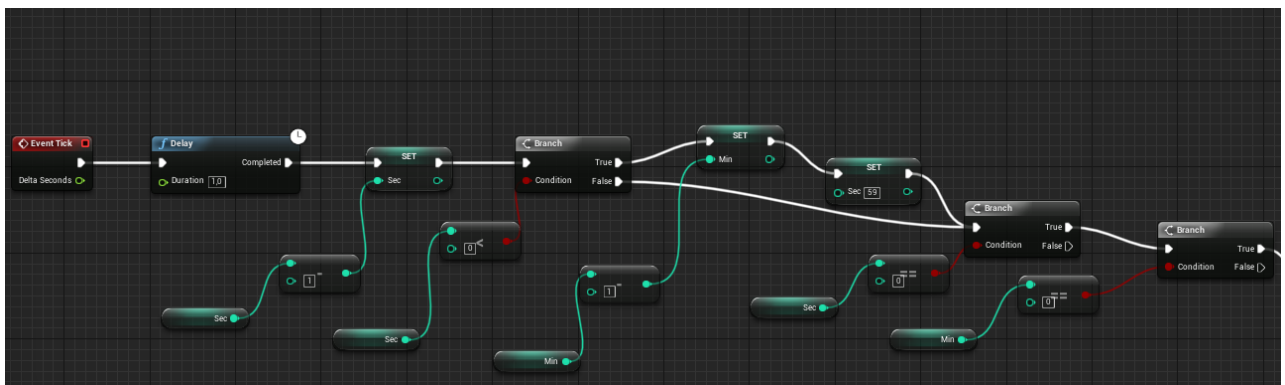 Event Tick
Delta Seconds
Delay
Completed
Duration 1,0
SET
Sec
Branch
True
Condition
False
SET
Min
SET
Sec 59
Branch
True
Condition
False
Branch
True
Condition
False
1 -
Sec
0 <
Sec
1 -
Min
0 ==
Sec
0 ==
Min